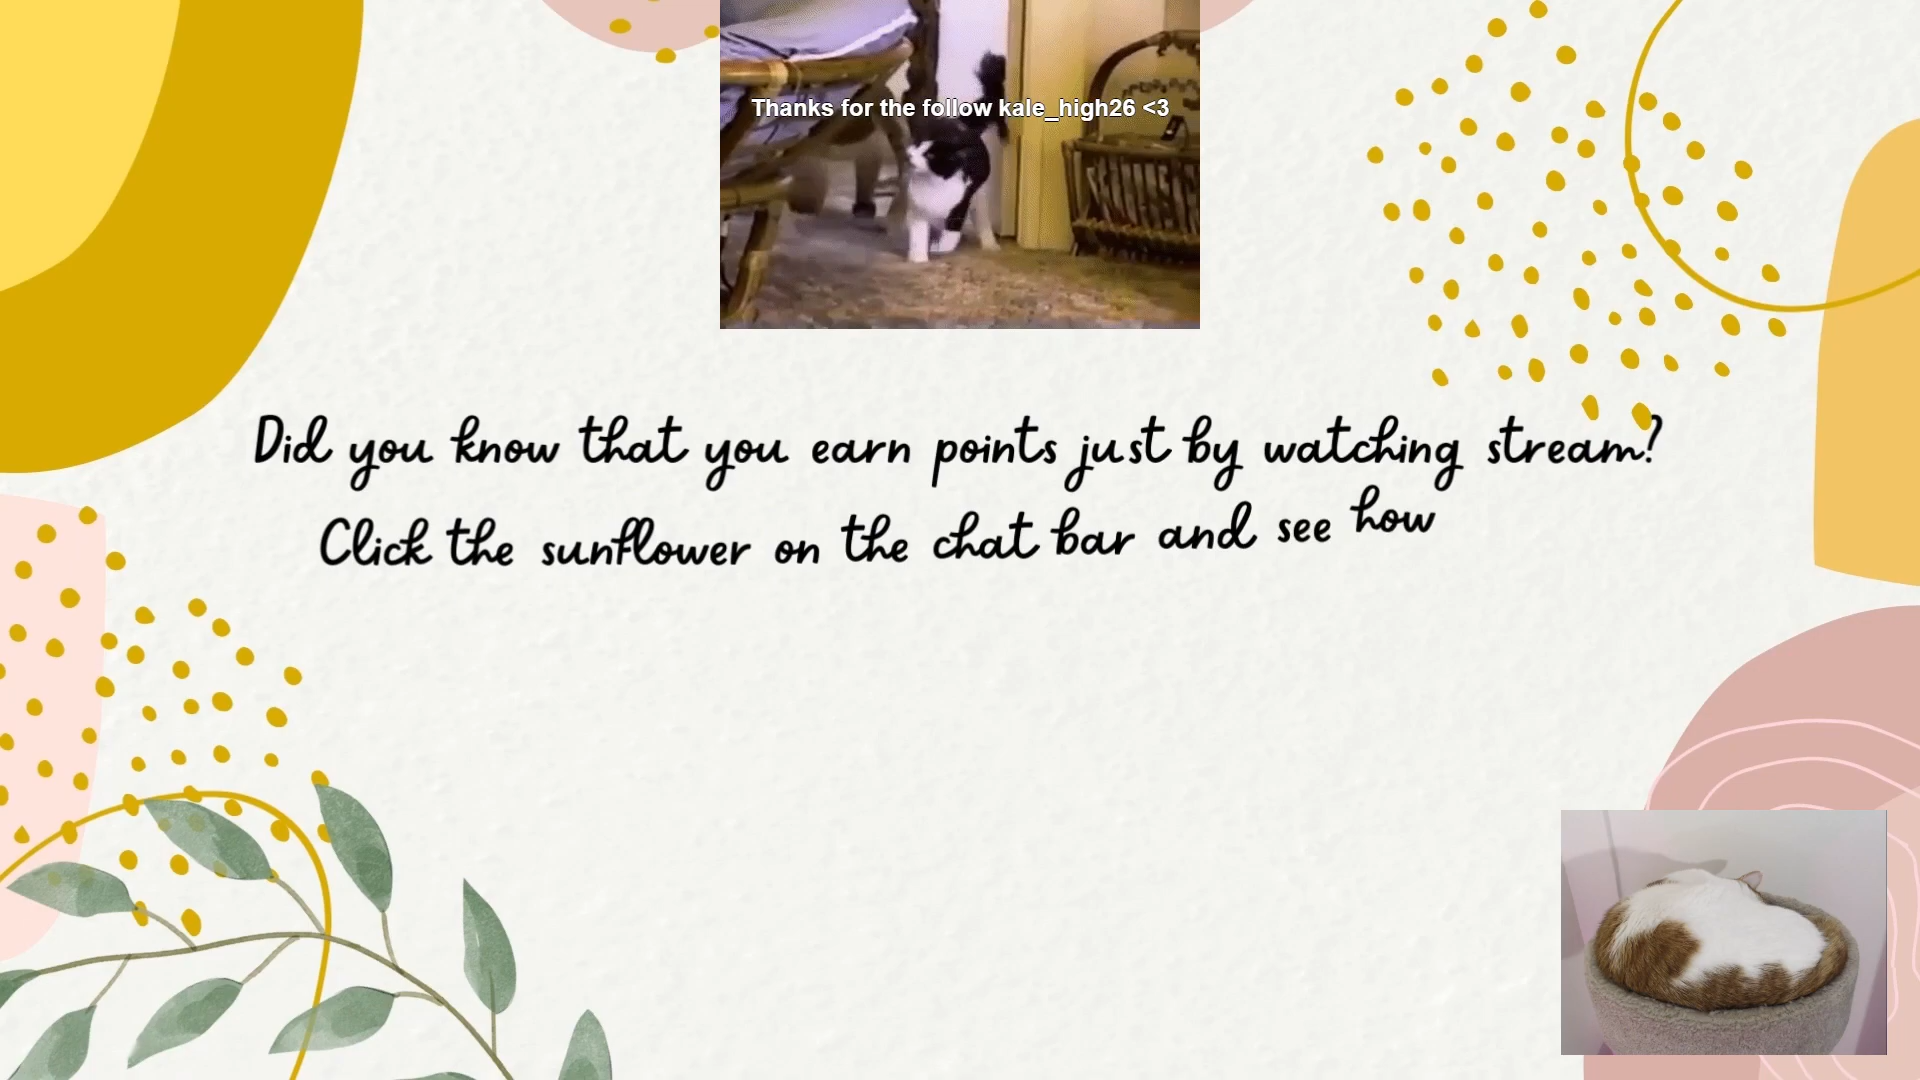 Thanks for the follow kale_high26 <3
Did you know that you earn points just by watching stream?
Click the sunflower on the chat bar and see how